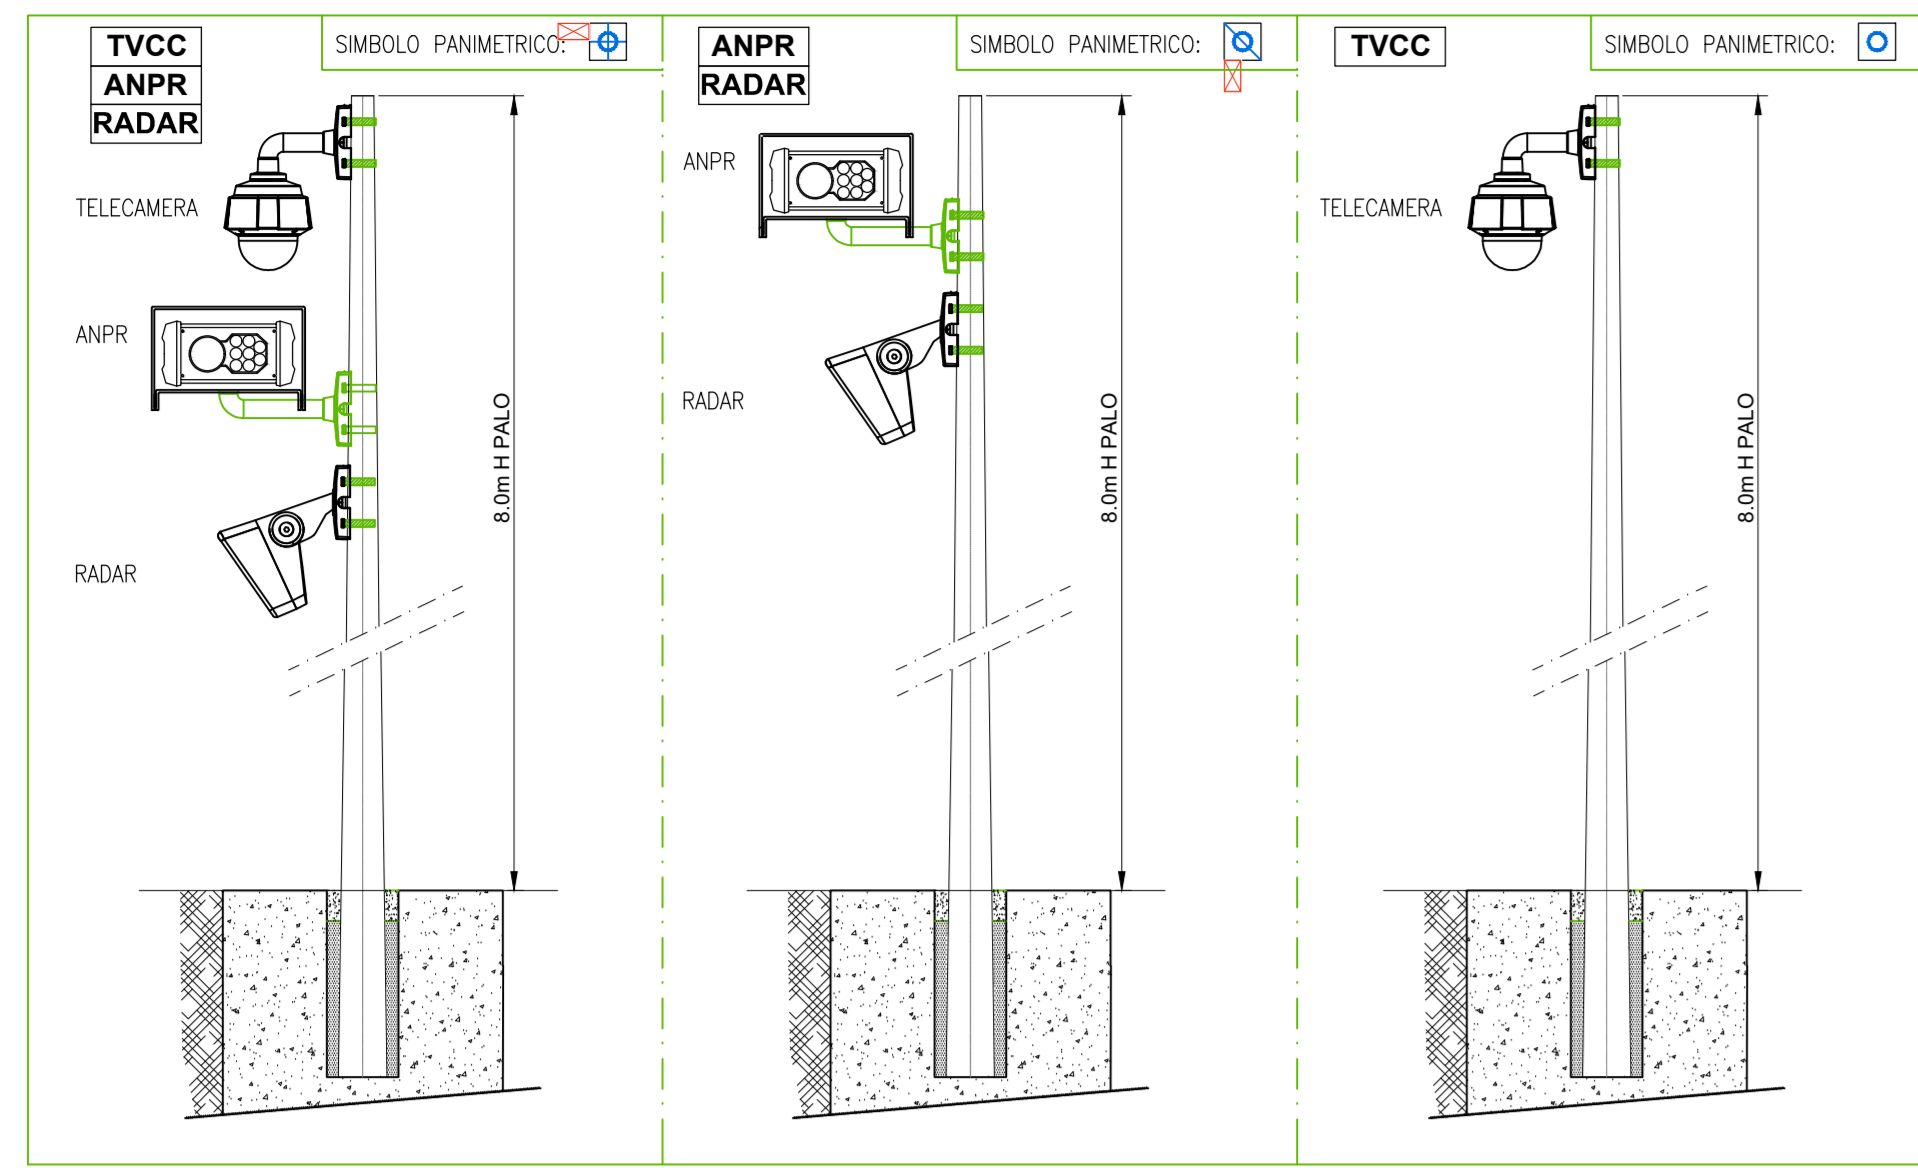 TVCC
ANPR
RADAR
SIMBOLO PANIMETRICO:
TELECAMERA
ANPR
RADAR
8.0m H PALO
ANPR
RADAR
SIMBOLO PANIMETRICO:
ANPR
RADAR
8.0m H PALO
TVCC
SIMBOLO PANIMETRICO:
TELECAMERA
8.0m H PALO